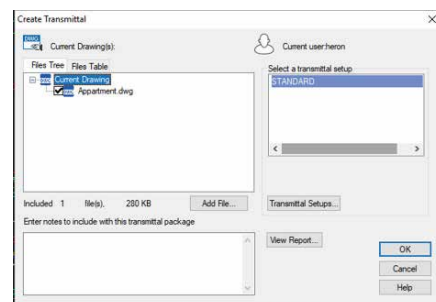 Create Transmittal
DWG
Current Drawing(s):
Current user:heron
Files Tree Files Table
Select a transmittal setup
Current Drawing
STANDARD
Appartment.dwg
Included 1 file(s), 280 KB
Add File...
Transmittal Setups...
Enter notes to include with this transmittal package
View Report...
OK
Cancel
Help